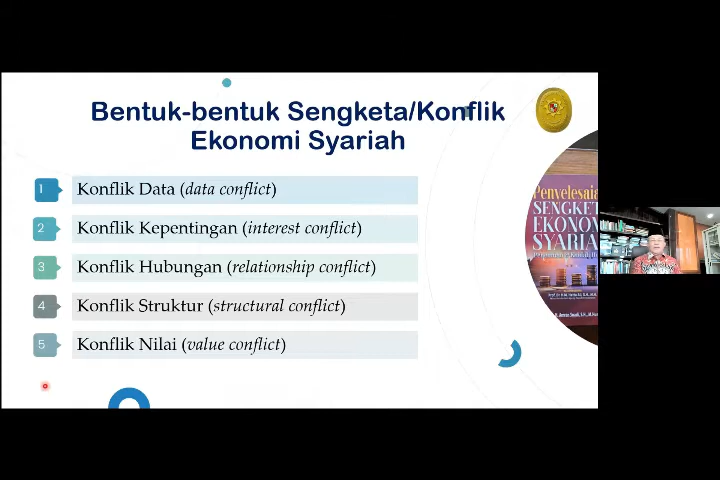 Bentuk-bentuk Sengketa/Konflik
Ekonomi Syariah
1 Konflik Data (data conflict)
2 Konflik Kepentingan (interest conflict)
3 Konflik Hubungan (relationship conflict)
4 Konflik Struktur (structural conflict)
5 Konflik Nilai (value conflict)
Penyelesaia
SENGKET
EKONOM
SYARIA